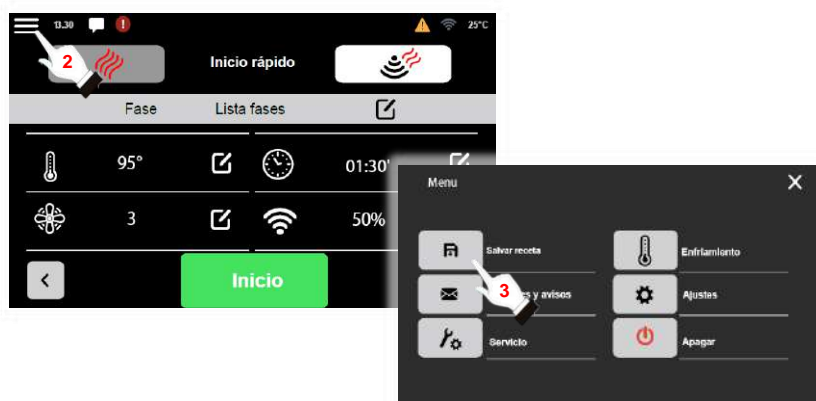 13.30
25°C
2
Inicio rápido
Fase
Lista fases
95°
01:30'
3
50%
Inicio
Menu
Salvar receta
Enfriamiento
3
y avisos
Ajustes
Servicio
Apagar